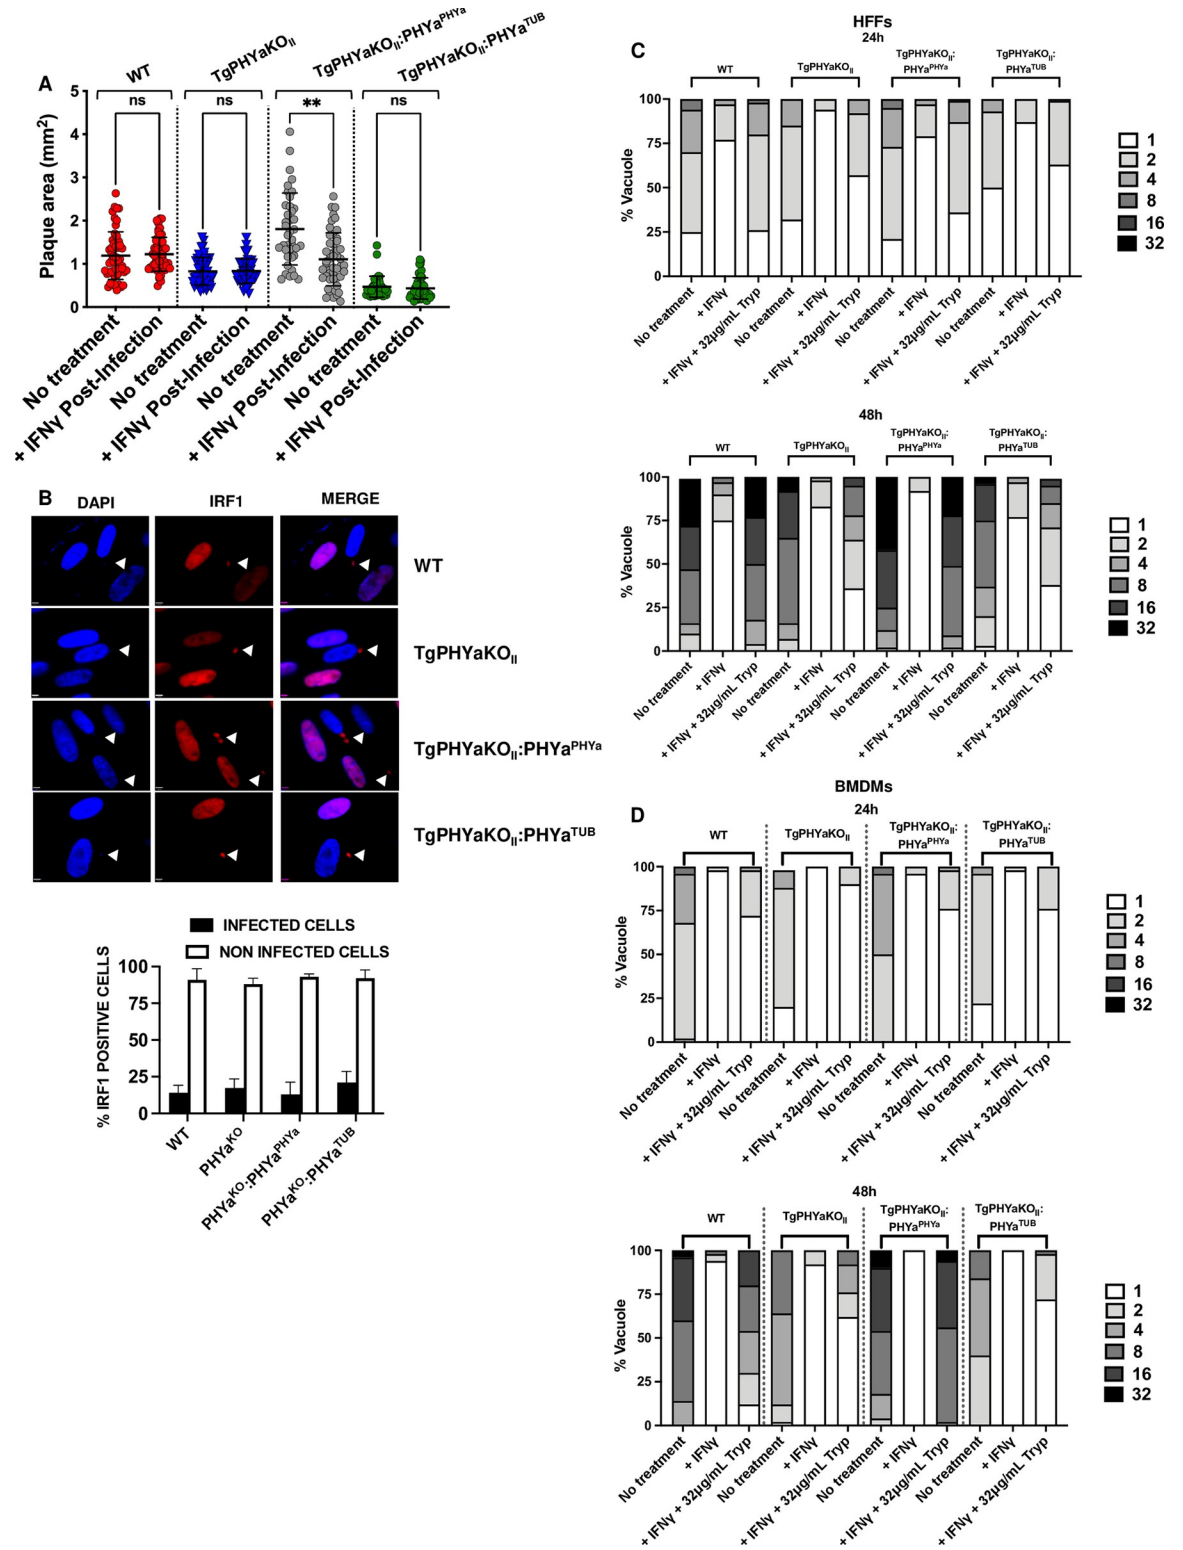 A
WT
TgPHYaKOII
TgPHYaKOII:PHYaPHYa
TgPHYaKOII:PHYaTUB
ns
ns
**
ns
Plaque area (mm2)
5
4
3
2
1
0
No treatment
+ IFNγ Post-Infection
No treatment
+ IFNγ Post-Infection
No treatment
+ IFNγ Post-Infection
No treatment
+ IFNγ Post-Infection
B
DAPI
IRF1
MERGE
WT
TgPHYaKOII
TgPHYaKOII:PHYaPHYa
TgPHYaKOII:PHYaTUB
INFECTED CELLS
NON INFECTED CELLS
% IRF1 POSITIVE CELLS
100
75
50
25
0
WT
PHYaKO
PHYaKO:PHYaPHYa
PHYaKO:PHYaTUB
C
HFFs
24h
WT
TgPHYaKOII
TgPHYaKOII:
PHYaPHYa
TgPHYaKOII:
PHYaTUB
% Vacuole
100
75
50
25
0
No treatment
+ IFNγ
+ IFNγ + 32µg/mL Tryp
No treatment
+ IFNγ
+ IFNγ + 32µg/mL Tryp
No treatment
+ IFNγ
+ IFNγ + 32µg/mL Tryp
No treatment
+ IFNγ
+ IFNγ + 32µg/mL Tryp
1
2
4
8
16
32
48h
WT
TgPHYaKOII
TgPHYaKOII:
PHYaPHYa
TgPHYaKOII:
PHYaTUB
% Vacuole
100
75
50
25
0
No treatment
+ IFNγ
+ IFNγ + 32µg/mL Tryp
No treatment
+ IFNγ
+ IFNγ + 32µg/mL Tryp
No treatment
+ IFNγ
+ IFNγ + 32µg/mL Tryp
No treatment
+ IFNγ
+ IFNγ + 32µg/mL Tryp
1
2
4
8
16
32
D
BMDMs
24h
WT
TgPHYaKOII
TgPHYaKOII:
PHYaPHYa
TgPHYaKOII:
PHYaTUB
% Vacuole
100
75
50
25
0
No treatment
+ IFNγ
+ IFNγ + 32µg/mL Tryp
No treatment
+ IFNγ
+ IFNγ + 32µg/mL Tryp
No treatment
+ IFNγ
+ IFNγ + 32µg/mL Tryp
No treatment
+ IFNγ
+ IFNγ + 32µg/mL Tryp
1
2
4
8
16
32
48h
WT
TgPHYaKOII
TgPHYaKOII:
PHYaPHYa
TgPHYaKOII:
PHYaTUB
% Vacuole
100
75
50
25
0
No treatment
+ IFNγ
+ IFNγ + 32µg/mL Tryp
No treatment
+ IFNγ
+ IFNγ + 32µg/mL Tryp
No treatment
+ IFNγ
+ IFNγ + 32µg/mL Tryp
No treatment
+ IFNγ
+ IFNγ + 32µg/mL Tryp
1
2
4
8
16
32